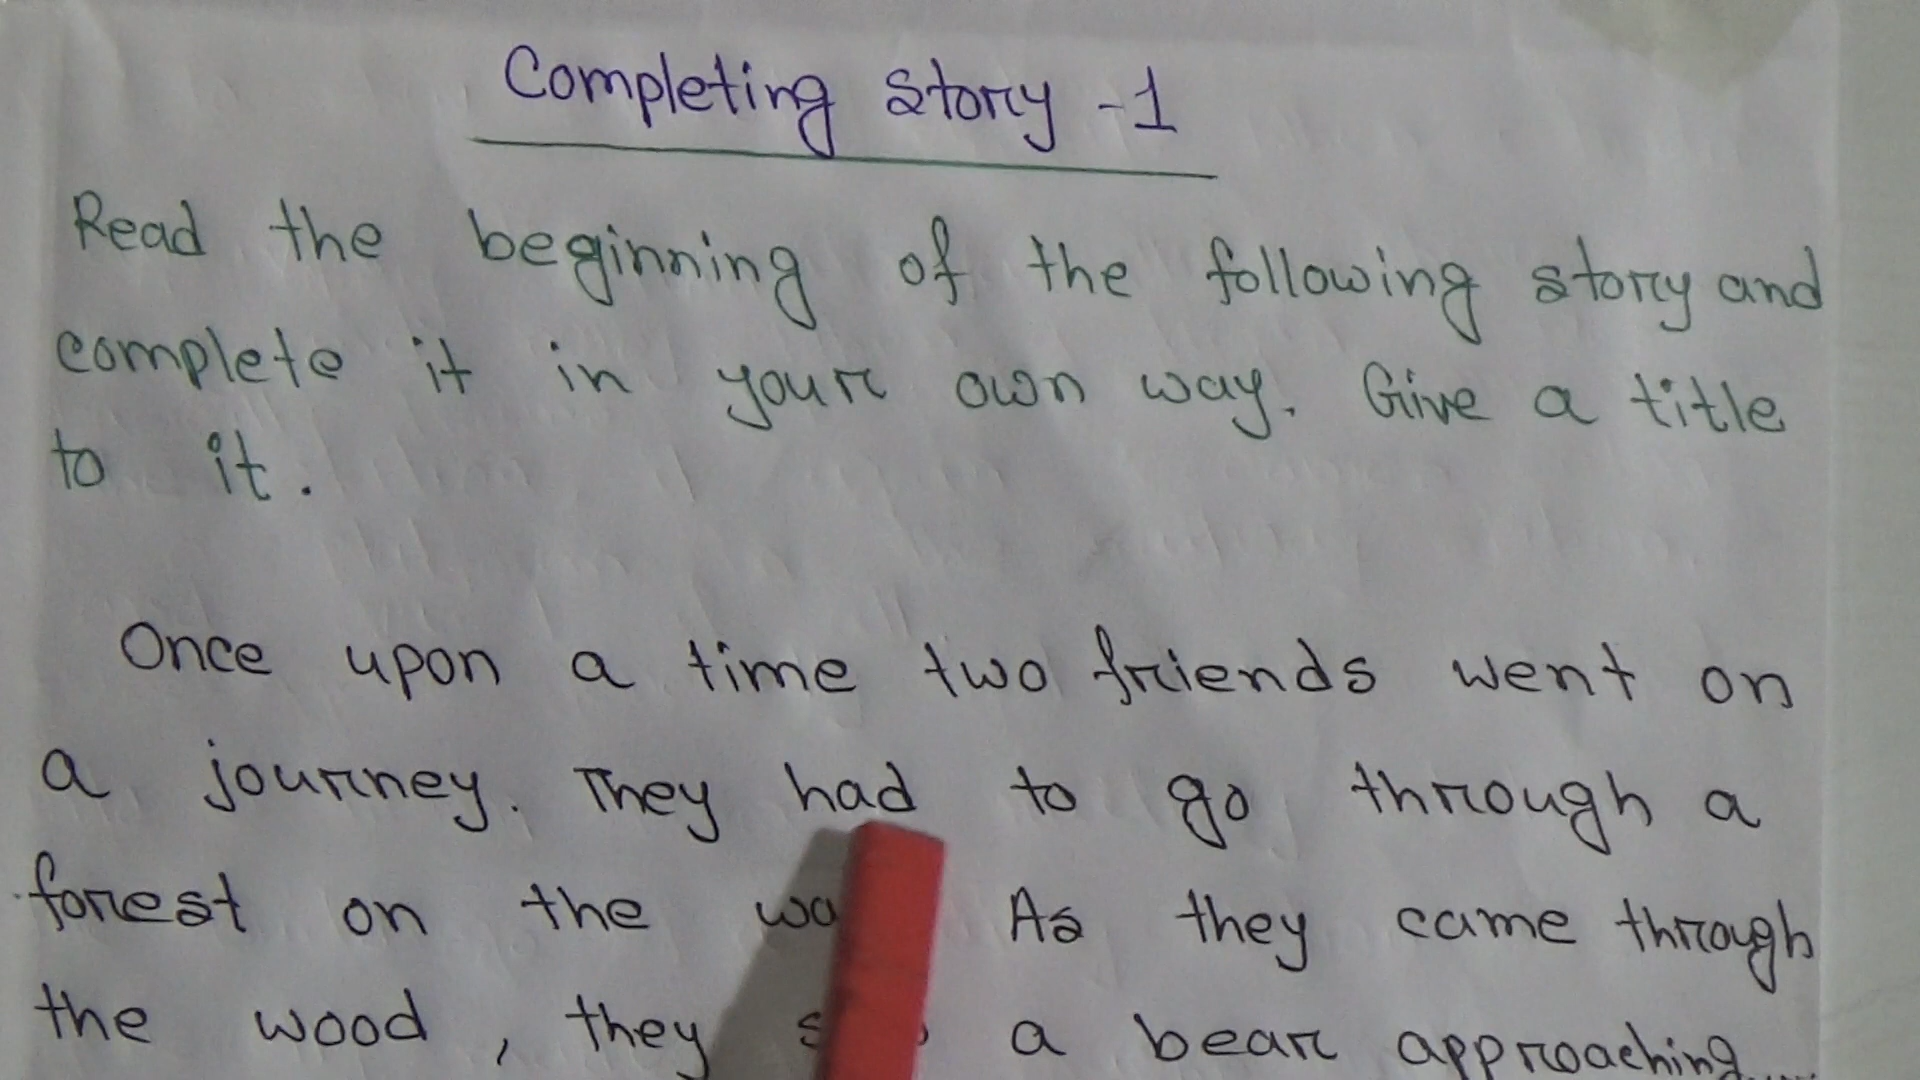 Completing story -1
Read the beginning of the following story and
complete it in your own way. Give a title
to it.
Once upon a time two friends went on
a journey. They had to go through a
forest on the As they came through
the wood, they a bear approaching